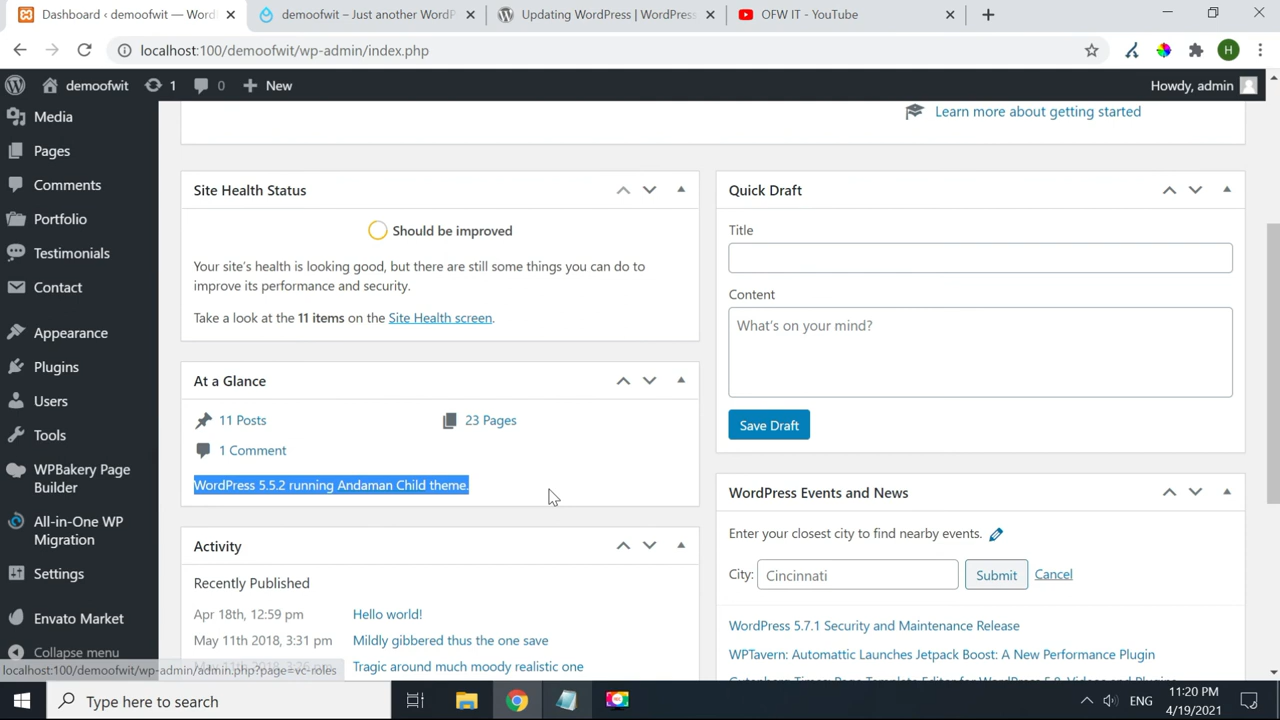 Dashboard ‹ demoofwit — Word
demoofwit – Just another WordP
Updating WordPress | WordPress
OFW IT - YouTube
localhost:100/demoofwit/wp-admin/index.php
H
demoofwit
1
0
New
Howdy, admin
Media
Pages
Comments
Portfolio
Testimonials
Contact
Appearance
Plugins
Users
Tools
WPBakery Page
Builder
All-in-One WP
Migration
Settings
Envato Market
Collapse menu
Learn more about getting started
Site Health Status
Should be improved
Your site's health is looking good, but there are still some things you can do to
improve its performance and security.
Take a look at the 11 items on the Site Health screen.
At a Glance
11 Posts
23 Pages
1 Comment
WordPress 5.5.2 running Andaman Child theme.
Activity
Recently Published
Apr 18th, 12:59 pm
Hello world!
May 11th 2018, 3:31 pm
Mildly gibbered thus the one save
Tragic around much moody realistic one
Quick Draft
Title
Content
What's on your mind?
Save Draft
WordPress Events and News
Enter your closest city to find nearby events.
City:
Cincinnati
Submit
Cancel
WordPress 5.7.1 Security and Maintenance Release
WPTavern: Automattic Launches Jetpack Boost: A New Performance Plugin
localhost:100/demoofwit/wp-admin/admin.php?page=vc-roles
Type here to search
ENG
11:20 PM
4/19/2021